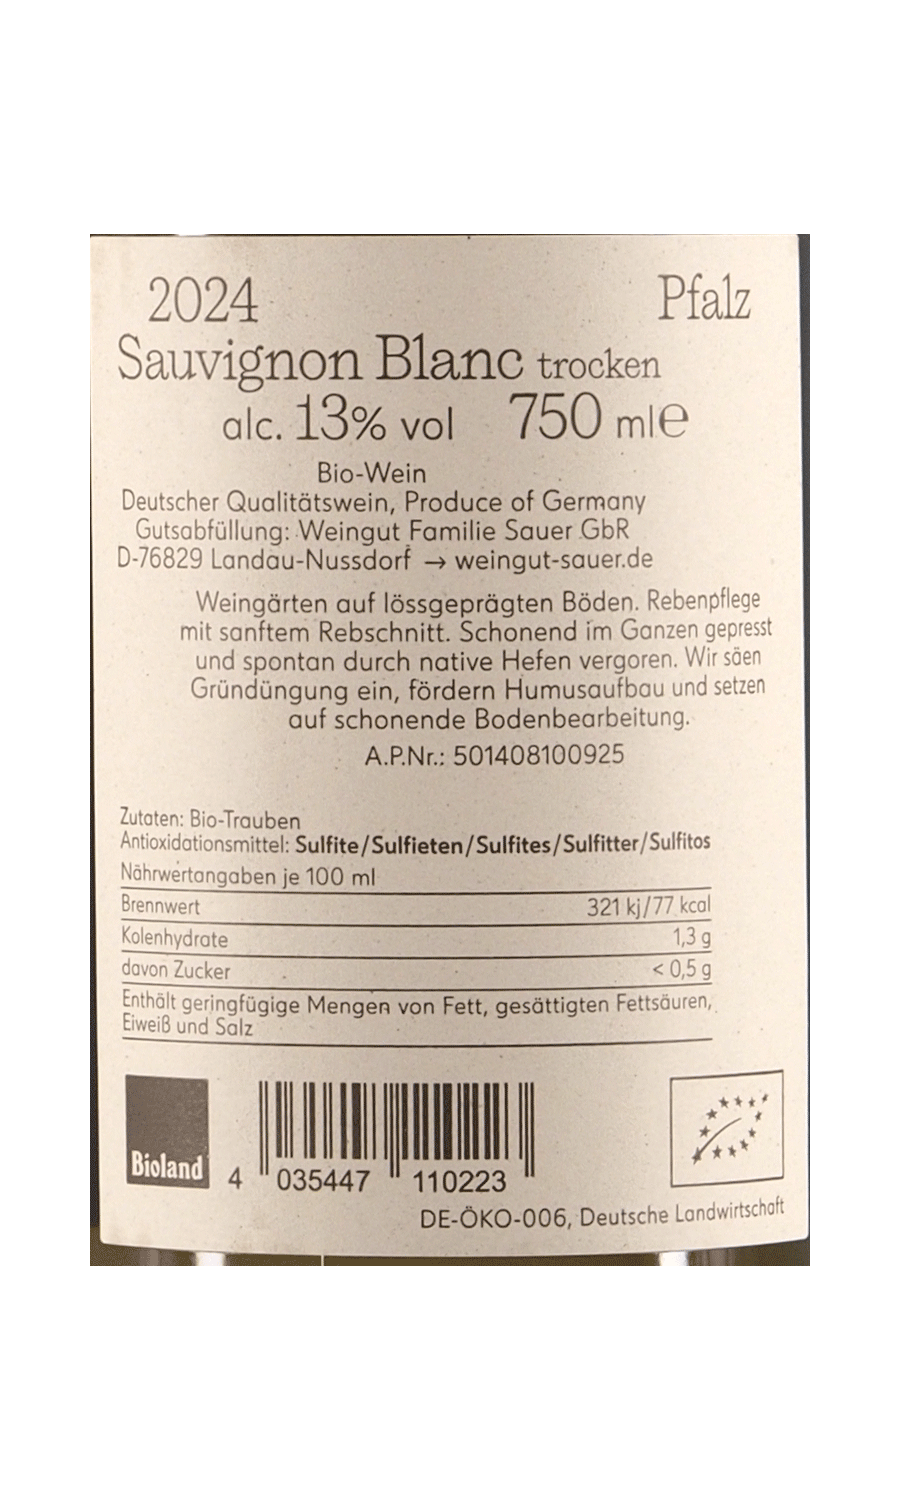 2024 Pfalz
Sauvignon Blanc trocken
alc. 13% vol 750 ml℮
Bio-Wein
Deutscher Qualitätswein, Produce of Germany
Gutsabfüllung: Weingut Familie Sauer GbR
D-76829 Landau-Nussdorf → weingut-sauer.de
Weingärten auf lössgeprägten Böden. Rebenpflege
mit sanftem Rebschnitt. Schonend im Ganzen gepresst
und spontan durch native Hefen vergoren. Wir säen
Gründüngung ein, fördern Humusaufbau und setzen
auf schonende Bodenbearbeitung.
A.P.Nr.: 501408100925
Zutaten: Bio-Trauben
Antioxidationsmittel: Sulfite/Sulfieten/Sulfites/Sulfitter/Sulfitos
Nährwertangaben je 100 ml
Brennwert 321 kj/77 kcal
Kolenhydrate 1,3 g
davon Zucker < 0,5 g
Enthält geringfügige Mengen von Fett, gesättigten Fettsäuren,
Eiweiß und Salz
Bioland
4 035447 110223
DE-ÖKO-006, Deutsche Landwirtschaft